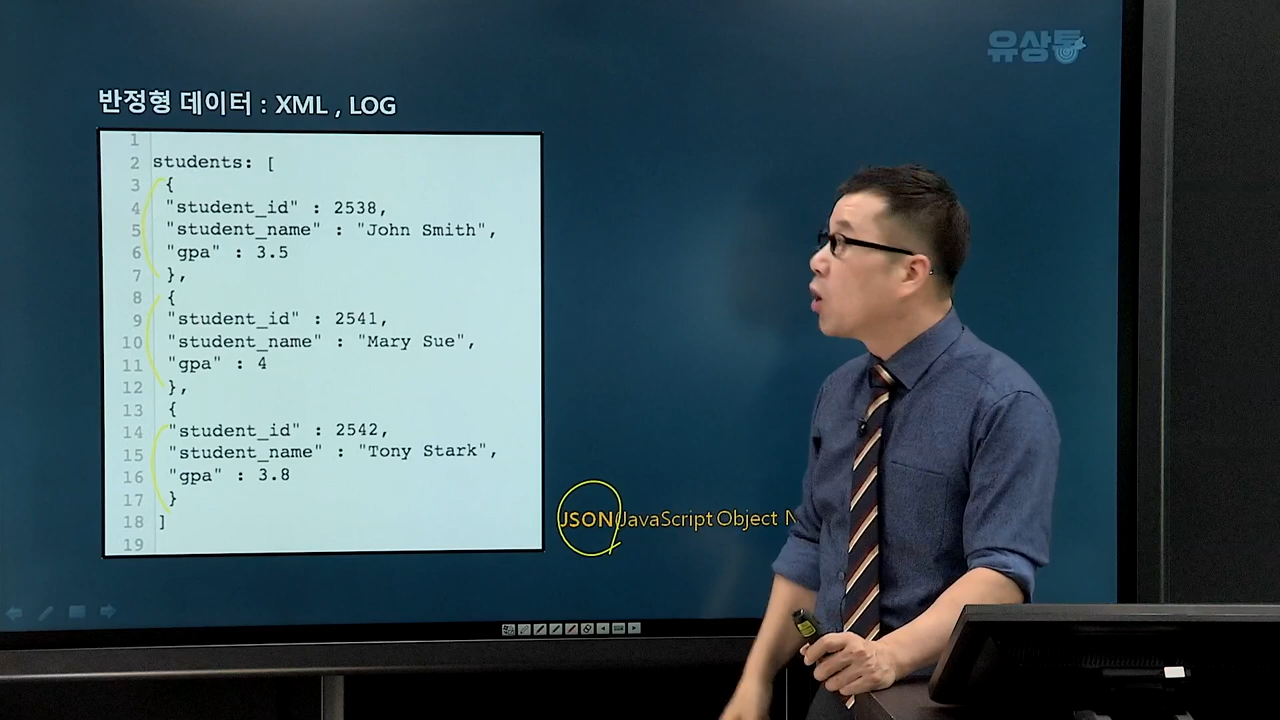 유상통
반정형 데이터 : XML , LOG
1
2 students: [
3 {
4 "student_id" : 2538,
5 "student_name" : "John Smith",
6 "gpa" : 3.5
7 },
8 {
9 "student_id" : 2541,
10 "student_name" : "Mary Sue",
11 "gpa" : 4
12 },
13 {
14 "student_id" : 2542,
15 "student_name" : "Tony Stark",
16 "gpa" : 3.8
17 }
18 ]
19
JSON(JavaScript Object N